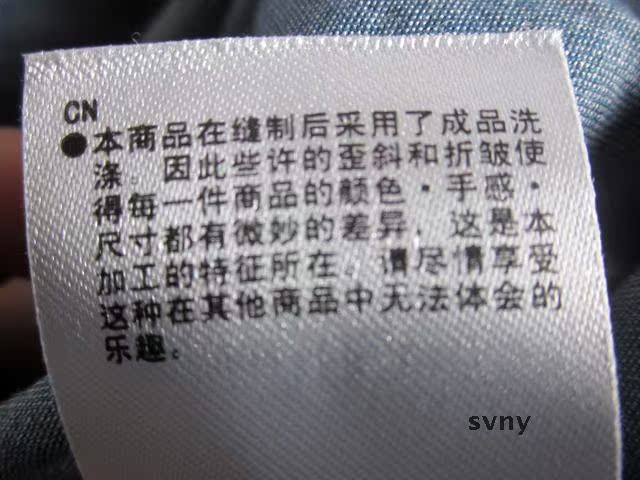 CN
●本商品在缝制后采用了成品洗
涤。因此些许的歪斜和折皱使
得每一件商品的颜色·手感·
尺寸都有微妙的差异，这是本
加工的特征所在。请尽情享受
这种在其他商品中无法体会的
乐趣。
svny